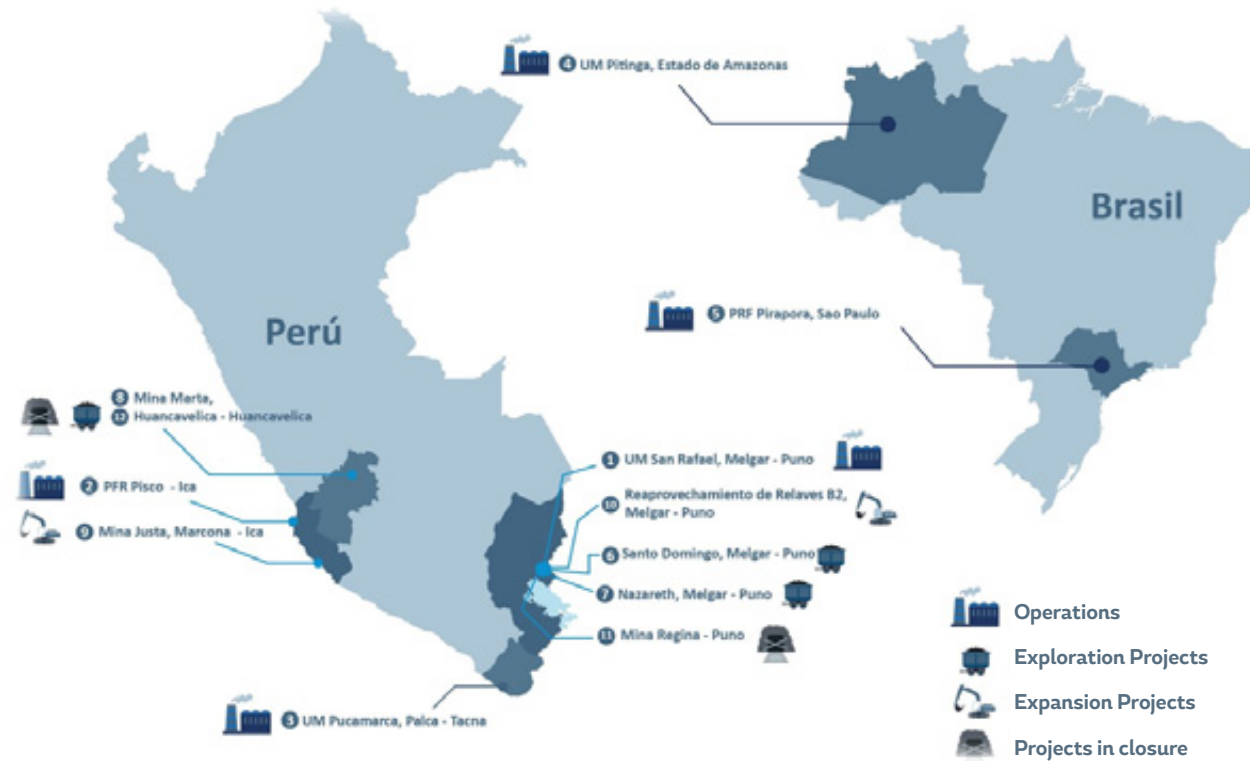 4 UM Pitinga, Estado de Amazonas
Brasil
5 PRF Pirapora, Sao Paulo
Perú
8 Mina Marta,
12 Huancavelica - Huancavelica
2 PFR Pisco - Ica
9 Mina Justa, Marcona - Ica
1 UM San Rafael, Melgar - Puno
10 Reaprovechamiento de Relaves B2,
Melgar - Puno
6 Santo Domingo, Melgar - Puno
7 Nazareth, Melgar - Puno
11 Mina Regina - Puno
3 UM Pucamarca, Palca - Tacna
Operations
Exploration Projects
Expansion Projects
Projects in closure